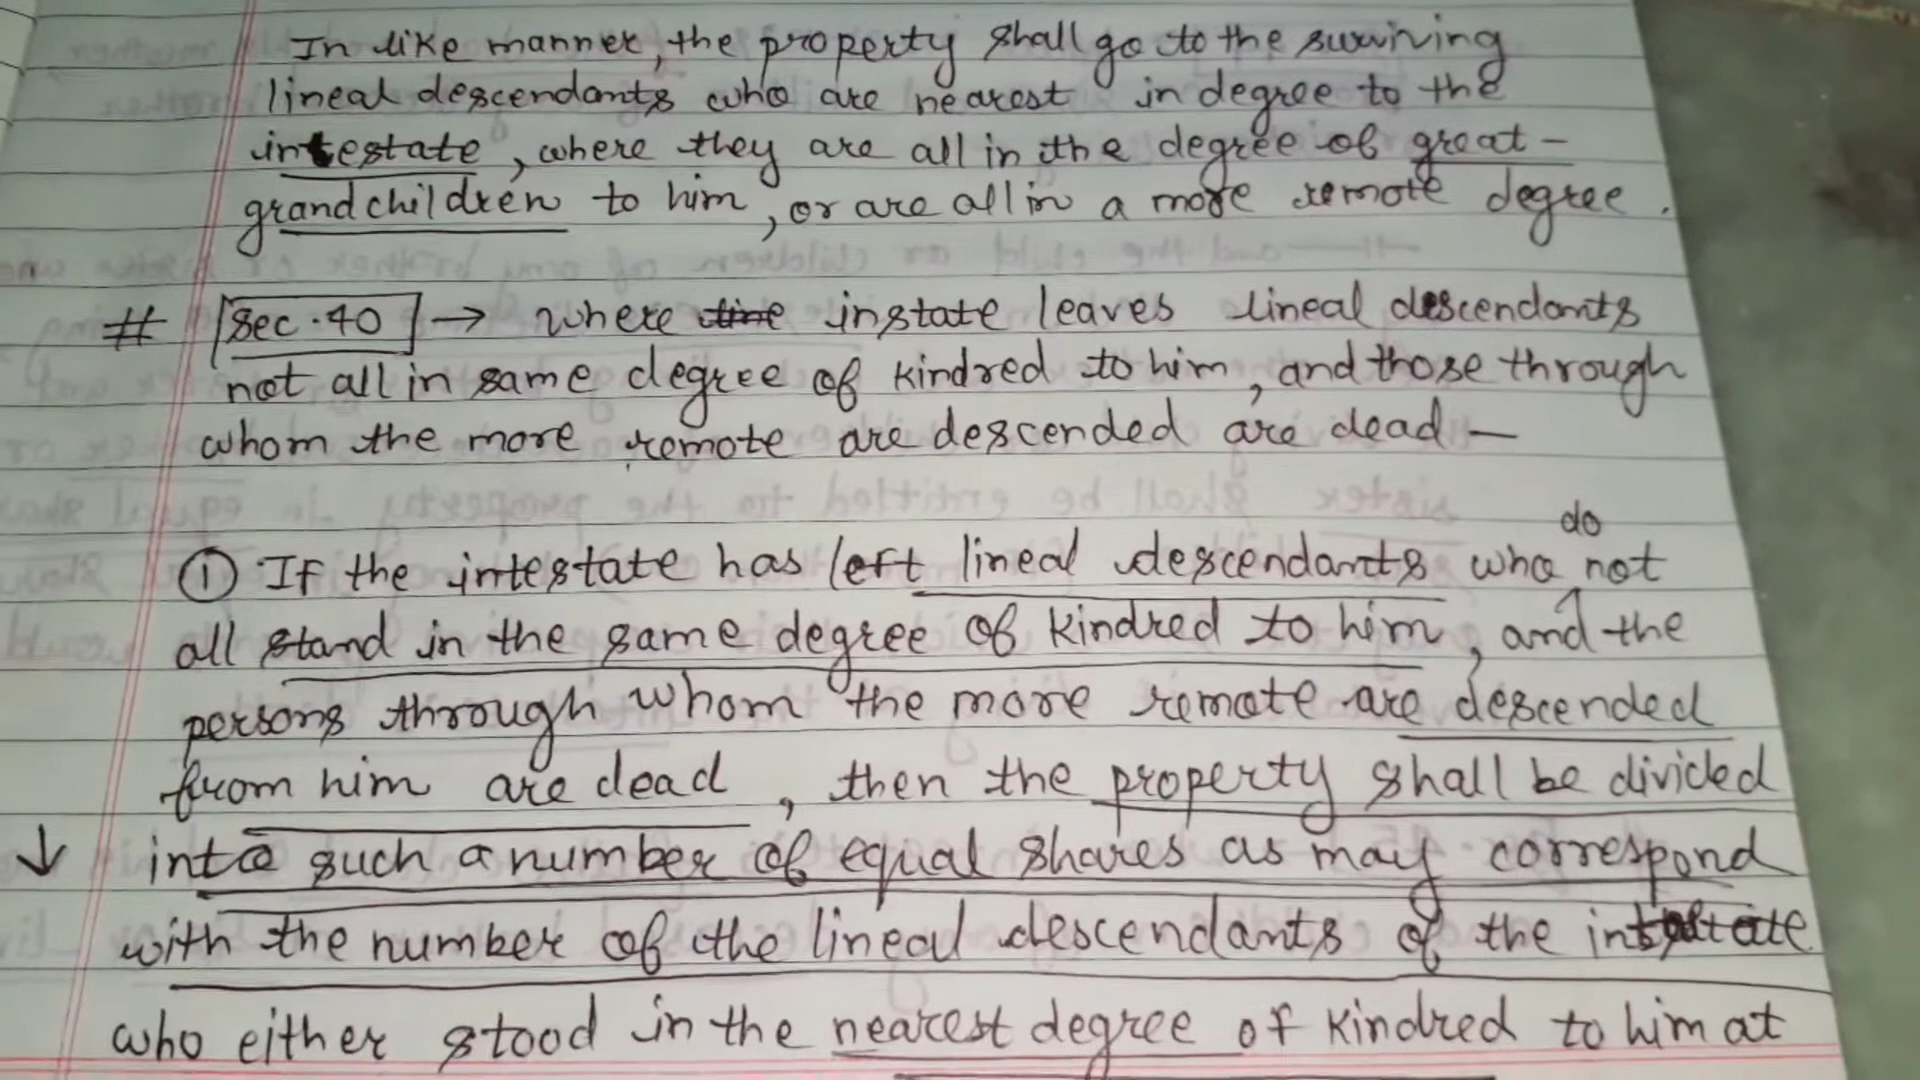 In like manner, the property shall go to the surviving
lineal descendants who are nearest in degree to the
intestate, where they are all in the degree of great-
grandchildren to him, or are all in a more remote degree.
# Sec. 40 → where time instate leaves lineal descendants
not all in same degree of kindred to him, and those through
whom the more remote are descended are dead —
① If the intestate has left lineal descendants who do not
all stand in the same degree of kindred to him, and the
persons through whom the more remote are descended
from him are dead, then the property shall be divided
↓ into such a number of equal shares as may correspond
with the number of the lineal descendants of the intestate
who either stood in the nearest degree of kindred to him at